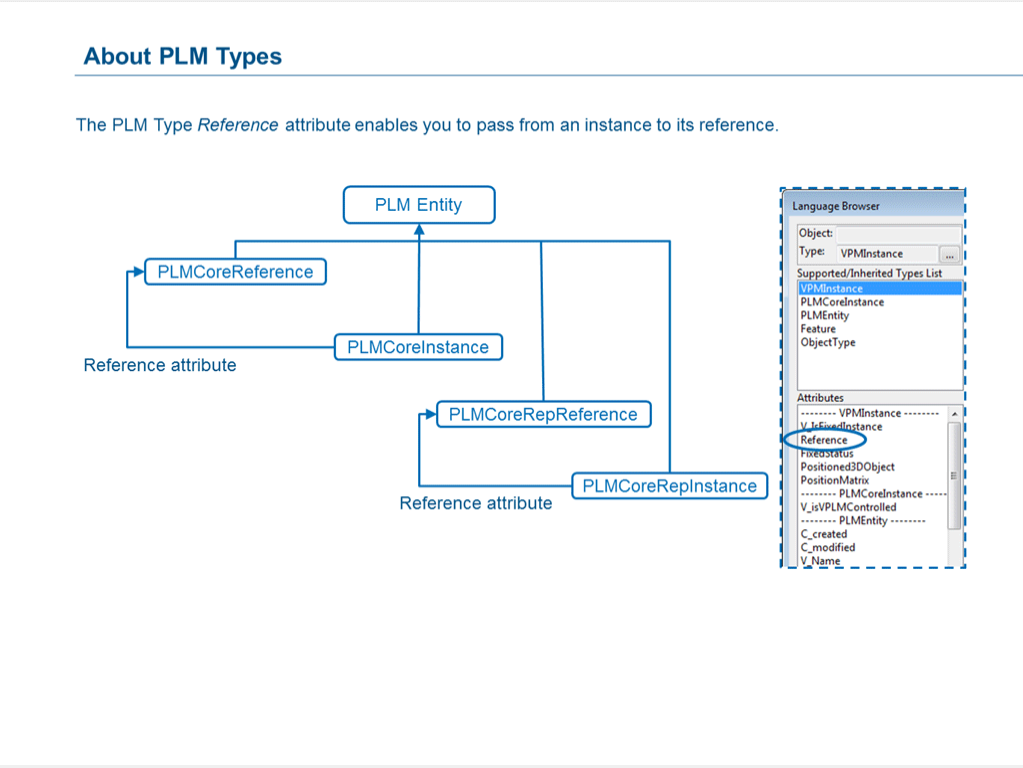 About PLM Types
The PLM Type Reference attribute enables you to pass from an instance to its reference.
PLM Entity
PLMCoreReference
PLMCoreInstance
Reference attribute
PLMCoreRepReference
PLMCoreRepInstance
Reference attribute
Language Browser
Object:
Type: VPMInstance ...
Supported/Inherited Types List
VPMInstance
PLMCoreInstance
PLMEntity
Feature
ObjectType
Attributes
-------- VPMInstance --------
V_IsFixedInstance
Reference
FixedStatus
Positioned3DObject
PositionMatrix
-------- PLMCoreInstance -----
V_isVPLMControlled
-------- PLMEntity --------
C_created
C_modified
V_Name